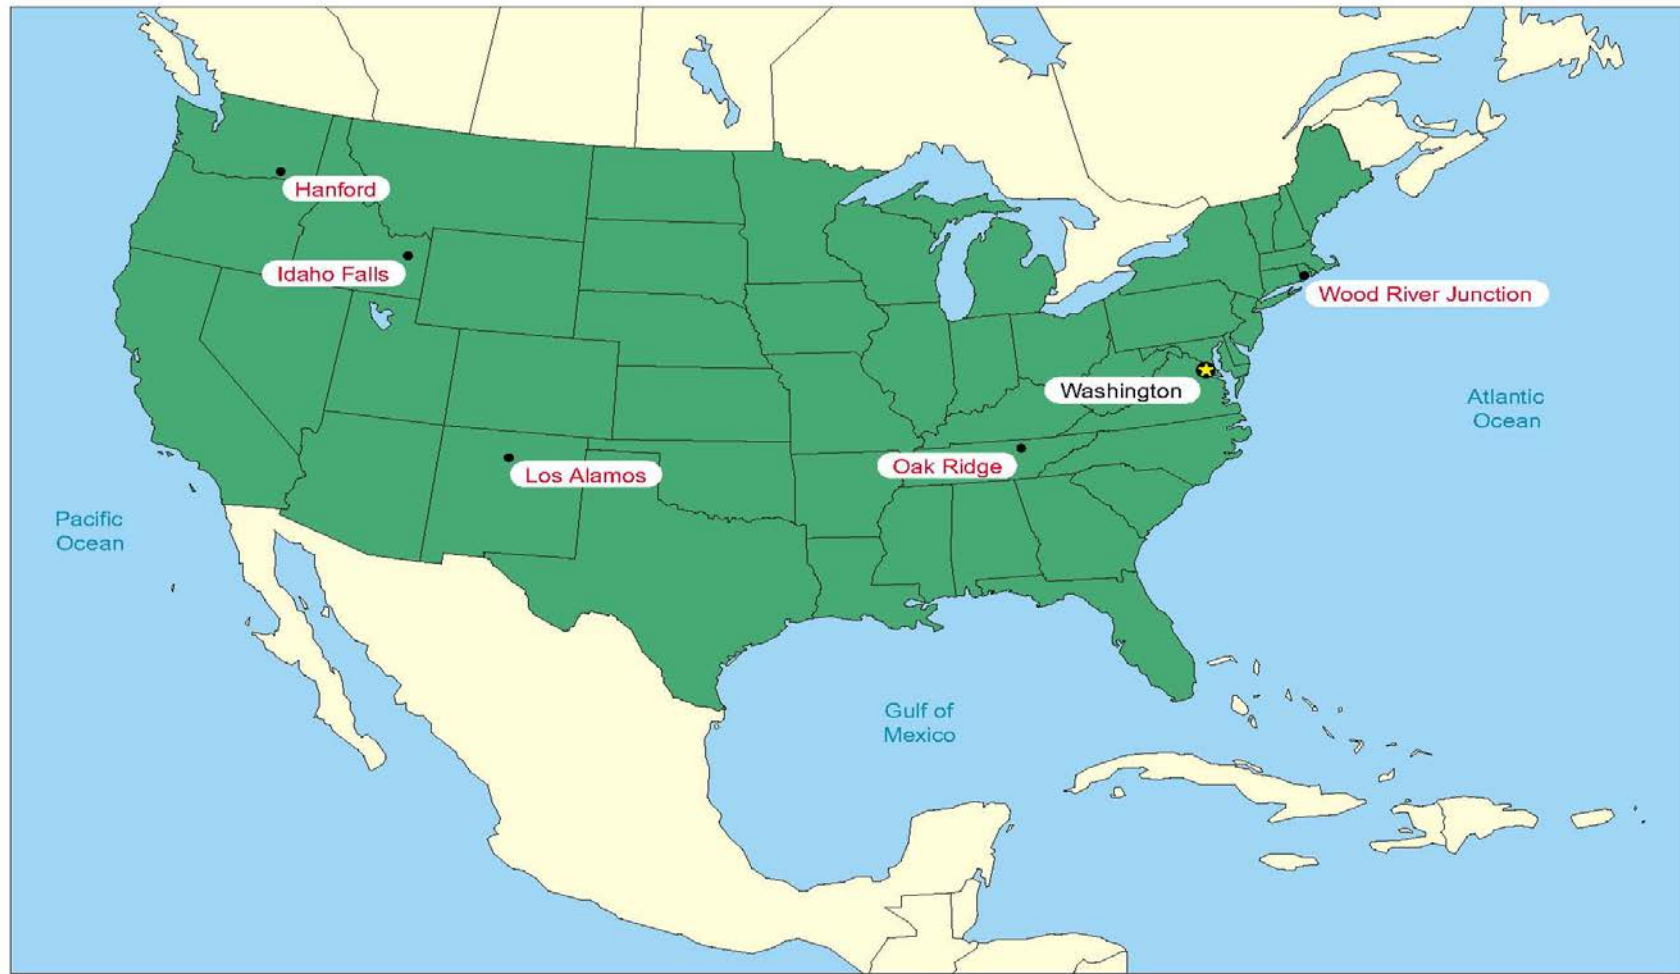 Hanford
Idaho Falls
Wood River Junction
Washington
Atlantic
Ocean
Oak Ridge
Los Alamos
Pacific
Ocean
Gulf of
Mexico